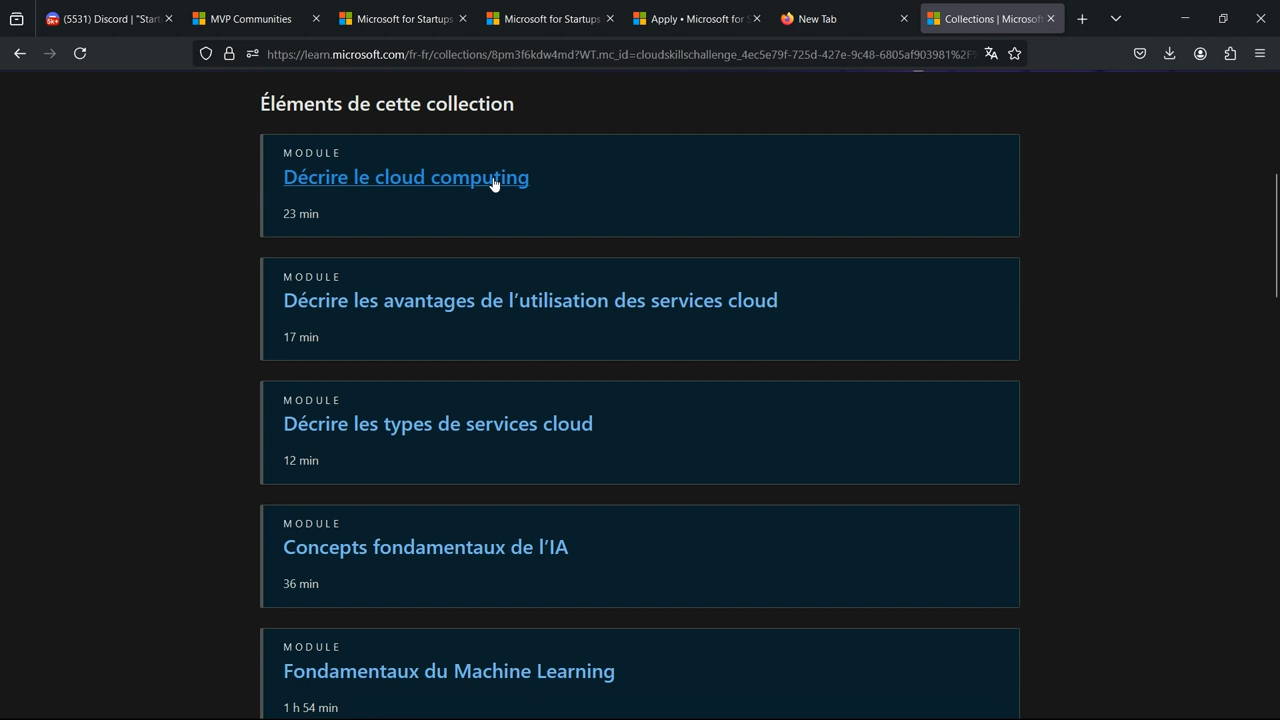 (5531) Discord | "Start
MVP Communities
Microsoft for Startups
Microsoft for Startups
Apply • Microsoft for S
New Tab
Collections | Microsoft
https://learn.microsoft.com/fr-fr/collections/8pm3f6kdw4md?WT.mc_id=cloudskillschallenge_4ec5e79f-725d-427e-9c48-6805af903981%2F
Éléments de cette collection
MODULE
Décrire le cloud computing
23 min
MODULE
Décrire les avantages de l’utilisation des services cloud
17 min
MODULE
Décrire les types de services cloud
12 min
MODULE
Concepts fondamentaux de l’IA
36 min
MODULE
Fondamentaux du Machine Learning
1 h 54 min